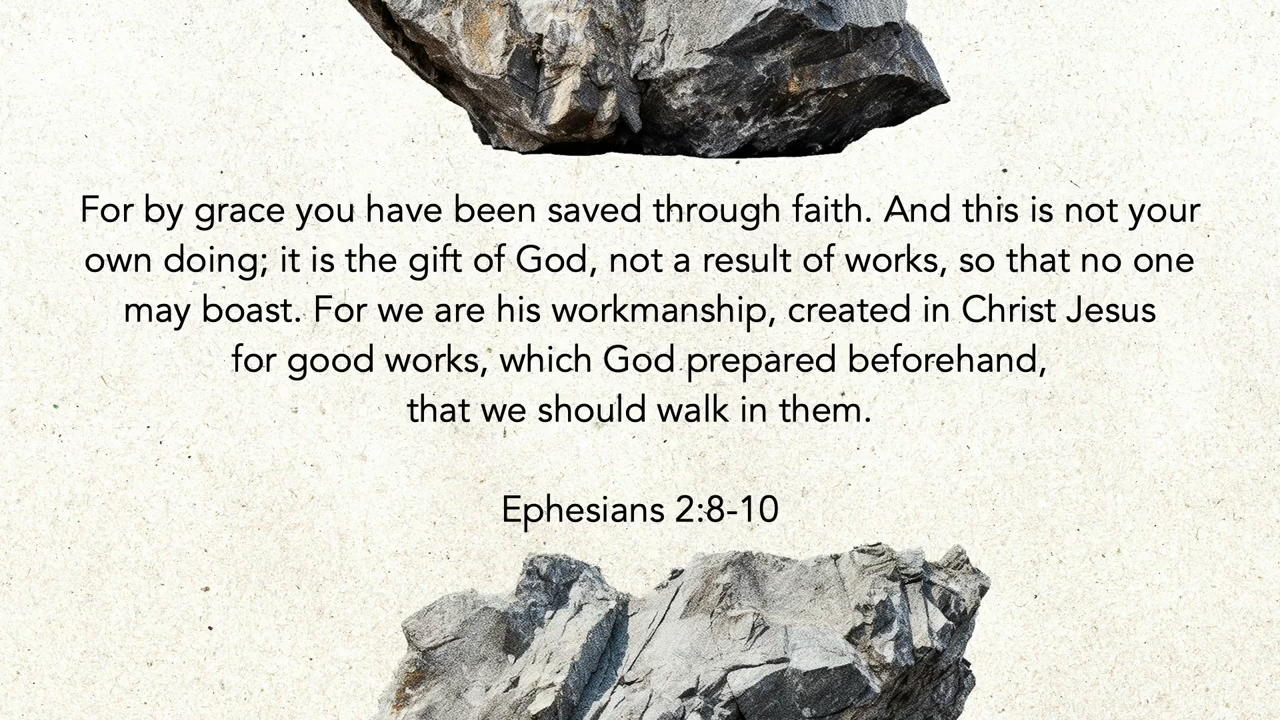 For by grace you have been saved through faith. And this is not your
own doing; it is the gift of God, not a result of works, so that no one
may boast. For we are his workmanship, created in Christ Jesus
for good works, which God prepared beforehand,
that we should walk in them.
Ephesians 2:8-10